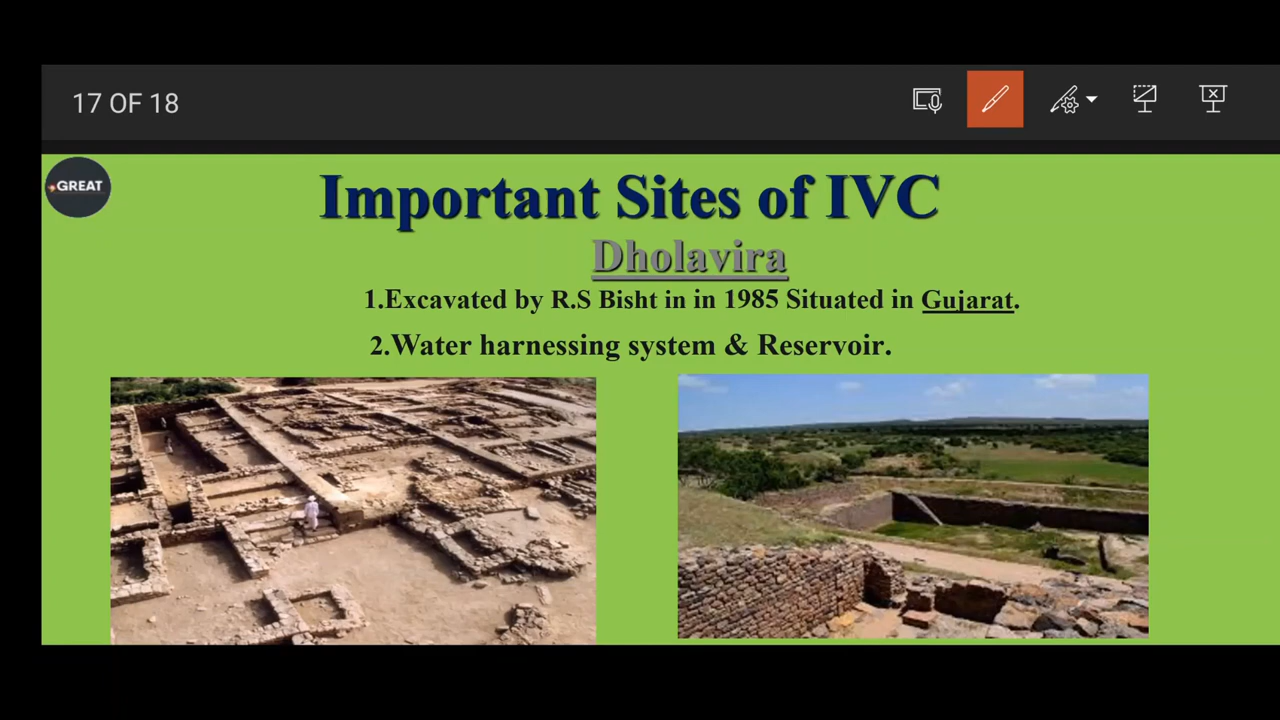 17 OF 18
GREAT
Important Sites of IVC
Dholavira
1.Excavated by R.S Bisht in in 1985 Situated in Gujarat.
2.Water harnessing system & Reservoir.